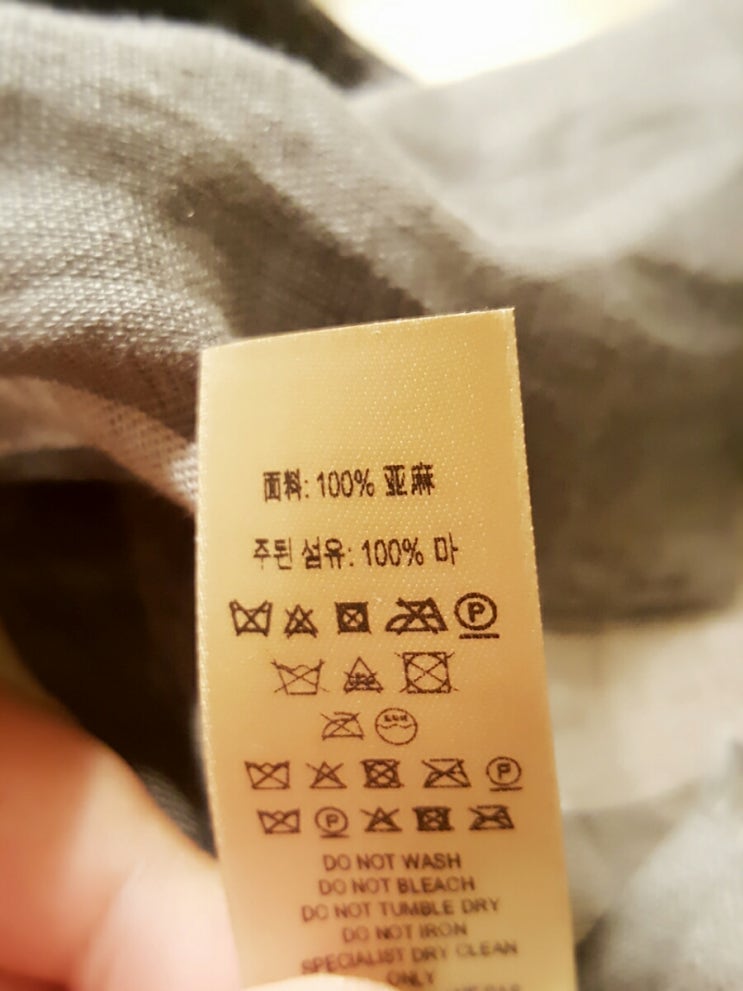 面料: 100% 亚麻
주된 섬유: 100% 마
P
P
P
DO NOT WASH
DO NOT BLEACH
DO NOT TUMBLE DRY
DO NOT IRON
SPECIALIST DRY CLEAN
ONLY